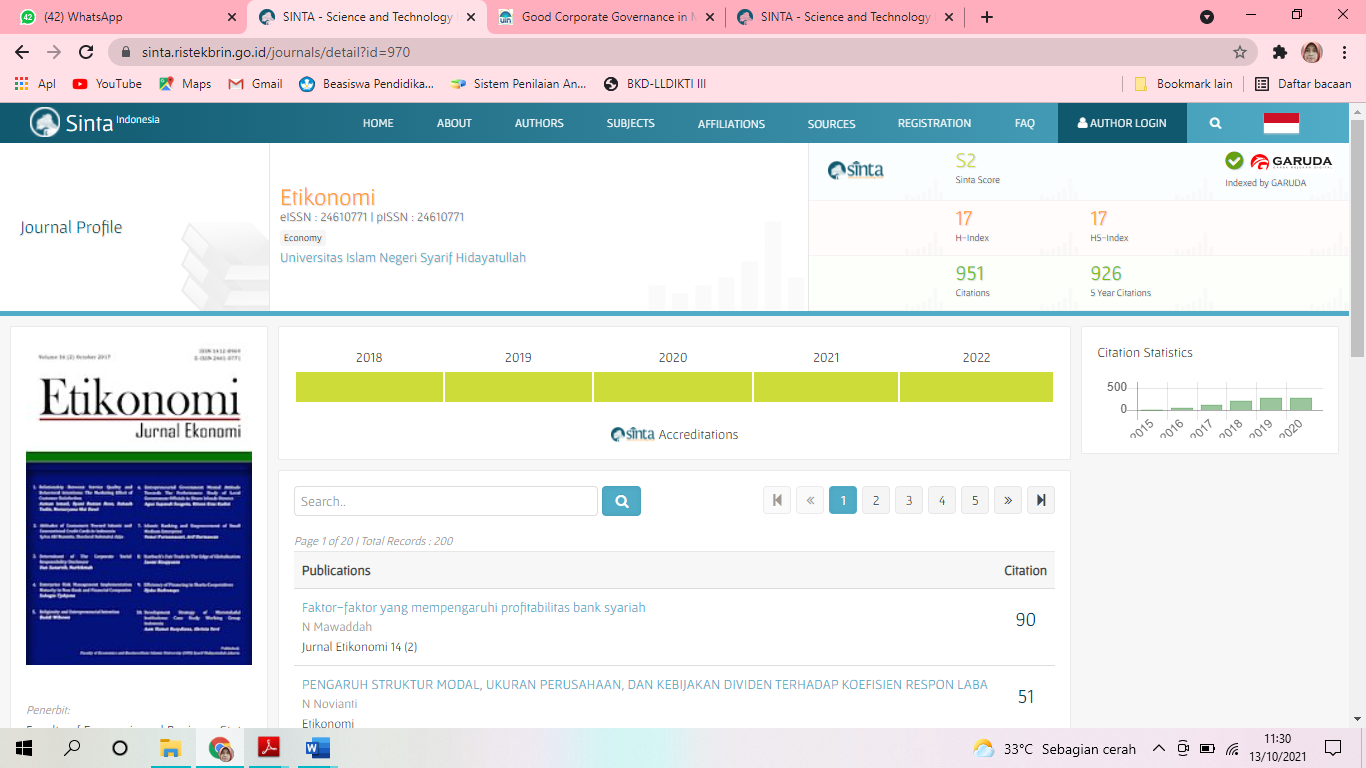 (42) WhatsApp
SINTA - Science and Technology
Good Corporate Governance in
SINTA - Science and Technology
sinta.ristekbrin.go.id/journals/detail?id=970
Apl
YouTube
Maps
Gmail
Beasiswa Pendidika...
Sistem Penilaian An...
BKD-LLDIKTI III
Bookmark lain
Daftar bacaan
Sinta Indonesia
HOME
ABOUT
AUTHORS
SUBJECTS
AFFILIATIONS
SOURCES
REGISTRATION
FAQ
AUTHOR LOGIN
Journal Profile
Etikonomi
eISSN : 24610771 | pISSN : 24610771
Economy
Universitas Islam Negeri Syarif Hidayatullah
sinta
S2
Sinta Score
GARUDA
Indexed by GARUDA
17
H-Index
17
H5-Index
951
Citations
926
5 Year Citations
Volume 16 (2) October 2017
Etikonomi
Jurnal Ekonomi
Penerbit:
2018
2019
2020
2021
2022
sinta Accreditations
Search..
1
2
3
4
5
Page 1 of 20 | Total Records : 200
Publications
Citation
Faktor-faktor yang mempengaruhi profitabilitas bank syariah
N Mawaddah
Jurnal Etikonomi 14 (2)
90
PENGARUH STRUKTUR MODAL, UKURAN PERUSAHAAN, DAN KEBIJAKAN DIVIDEN TERHADAP KOEFISIEN RESPON LABA
N Novianti
Etikonomi
51
Citation Statistics
500
0
2015
2016
2017
2018
2019
2020
33°C Sebagian cerah
11:30
13/10/2021